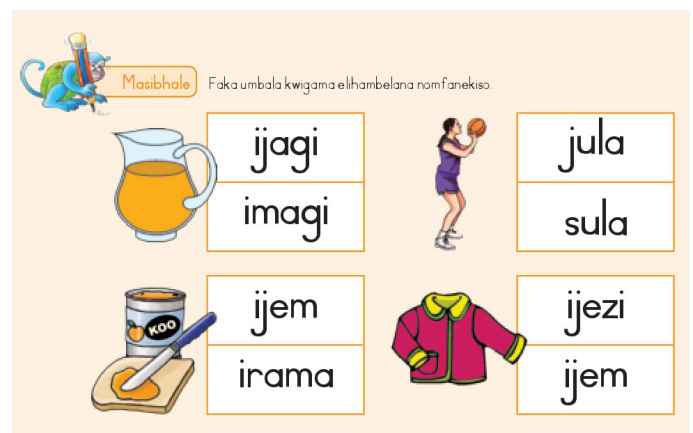 Masibhale
Faka umbala kwigama elihambelana nomfanekiso.
ijagi
imagi
jula
sula
KOO
ijem
irama
ijezi
ijem